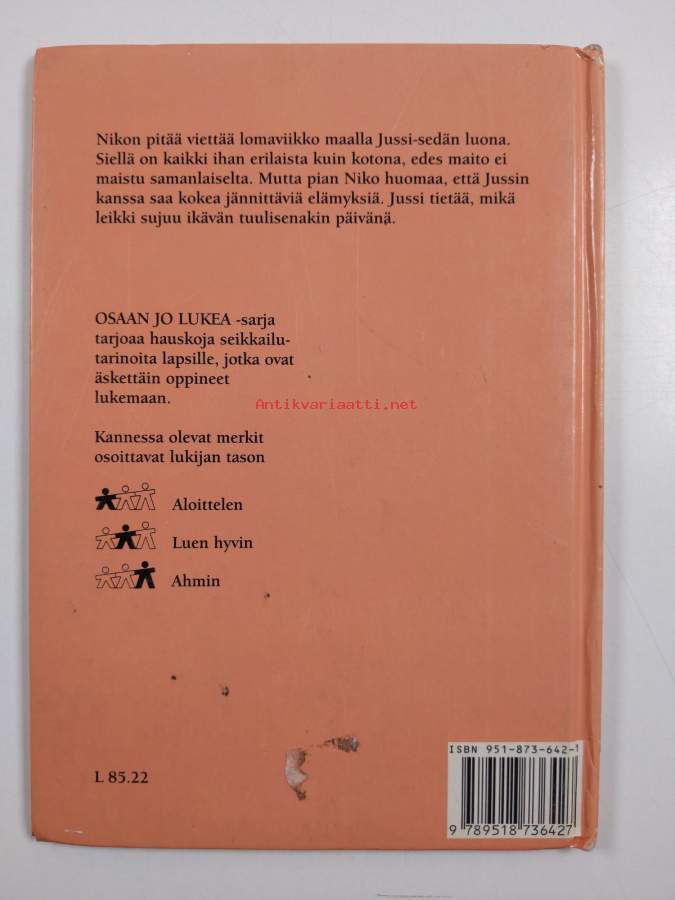 Nikon pitää viettää lomaviikko maalla Jussi-sedän luona.
Siellä on kaikki ihan erilaista kuin kotona, edes maito ei
maistu samanlaiselta. Mutta pian Niko huomaa, että Jussin
kanssa saa kokea jännittäviä elämyksiä. Jussi tietää, mikä
leikki sujuu ikävän tuulisenakin päivänä.
OSAAN JO LUKEA -sarja
tarjoaa hauskoja seikkailu-
tarinoita lapsille, jotka ovat
äskettäin oppineet
lukemaan.
Antikvariaatti.net
Kannessa olevat merkit
osoittavat lukijan tason
Aloittelen
Luen hyvin
Ahmin
L 85.22
ISBN 951-873-642-1
9 789518 736427